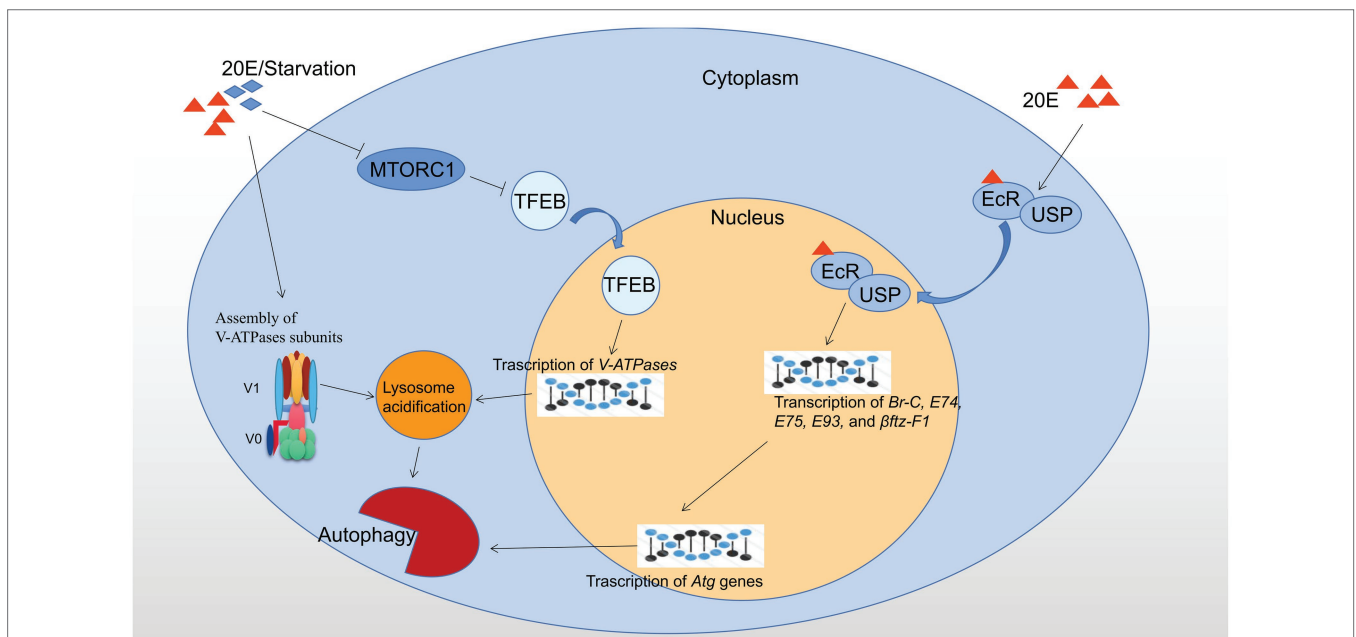 20E/Starvation
Cytoplasm
20E
MTORC1
TFEB
EcR
USP
Nucleus
EcR
USP
TFEB
Assembly of
V-ATPases subunits
V1
V0
Lysosome
acidification
Trascription of V-ATPases
Transcription of Br-C, E74,
E75, E93, and βftz-F1
Autophagy
Trascription of Atg genes